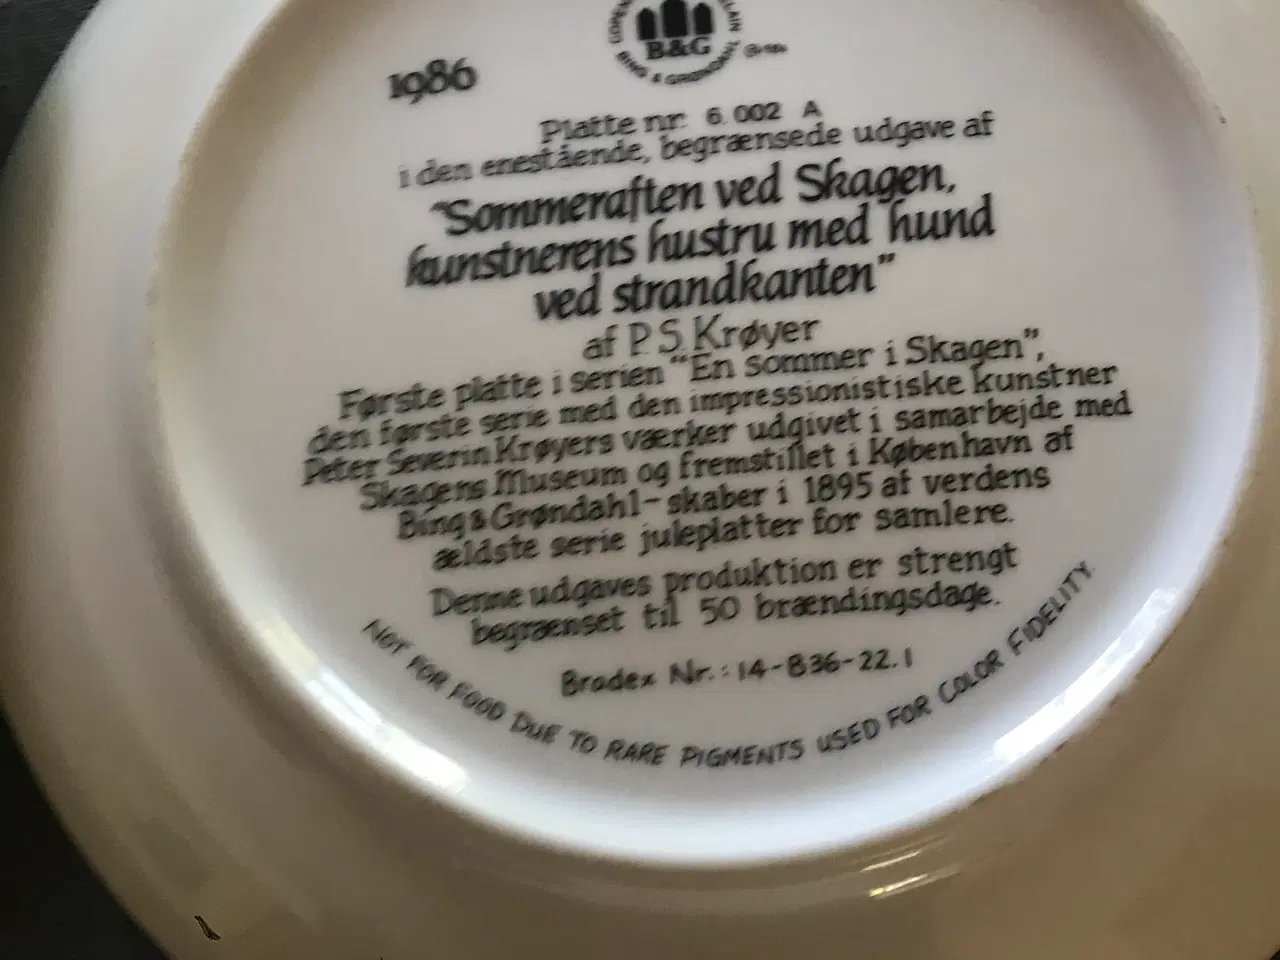 COPEN
LAIN
B&G
BING & GRØNDAHL
1986
Platte nr. 6.002 A
i den enestående, begrænsede udgave af
"Sommeraften ved Skagen,
kunstnerens hustru med hund
ved strandkanten"
af P. S. Krøyer
Første platte i serien "En sommer i Skagen",
den første serie med den impressionistiske kunstner
Peter Severin Krøyers værker udgivet i samarbejde med
Skagens Museum og fremstillet i København af
Bing & Grøndahl - skaber i 1895 af verdens
ældste serie juleplatter for samlere.
Denne udgaves produktion er strengt
begrænset til 50 brændingsdage.
Bradex Nr.: 14-836-22.1
NOT FOR FOOD DUE TO RARE PIGMENTS USED FOR COLOR FIDELITY.